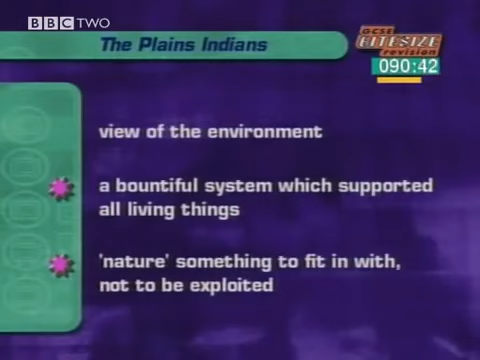 BBC TWO
The Plains Indians
GCSE
BITESIZE
revision
090:42
view of the environment
a bountiful system which supported
all living things
'nature' something to fit in with,
not to be exploited